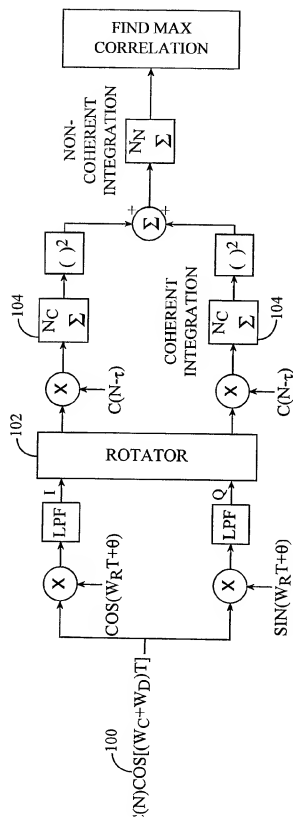 100
C(N)COS[(W_C+W_D)T]
X
COS(W_RT+θ)
LPF
I
X
SIN(W_RT+θ)
LPF
Q
102
ROTATOR
X
C(N-τ)
104
N_C
Σ
( )²
X
C(N-τ)
COHERENT
INTEGRATION
N_C
Σ
104
( )²
+
Σ
+
NON-
COHERENT
INTEGRATION
N_N
Σ
FIND MAX
CORRELATION